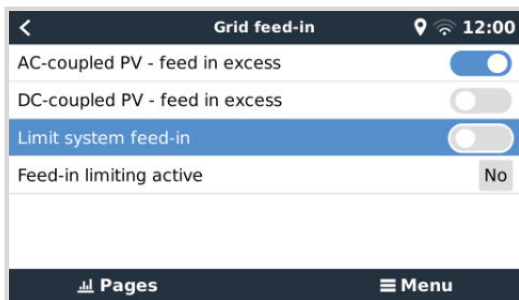 Grid feed-in 12:00
AC-coupled PV - feed in excess
DC-coupled PV - feed in excess
Limit system feed-in
Feed-in limiting active No
Pages Menu